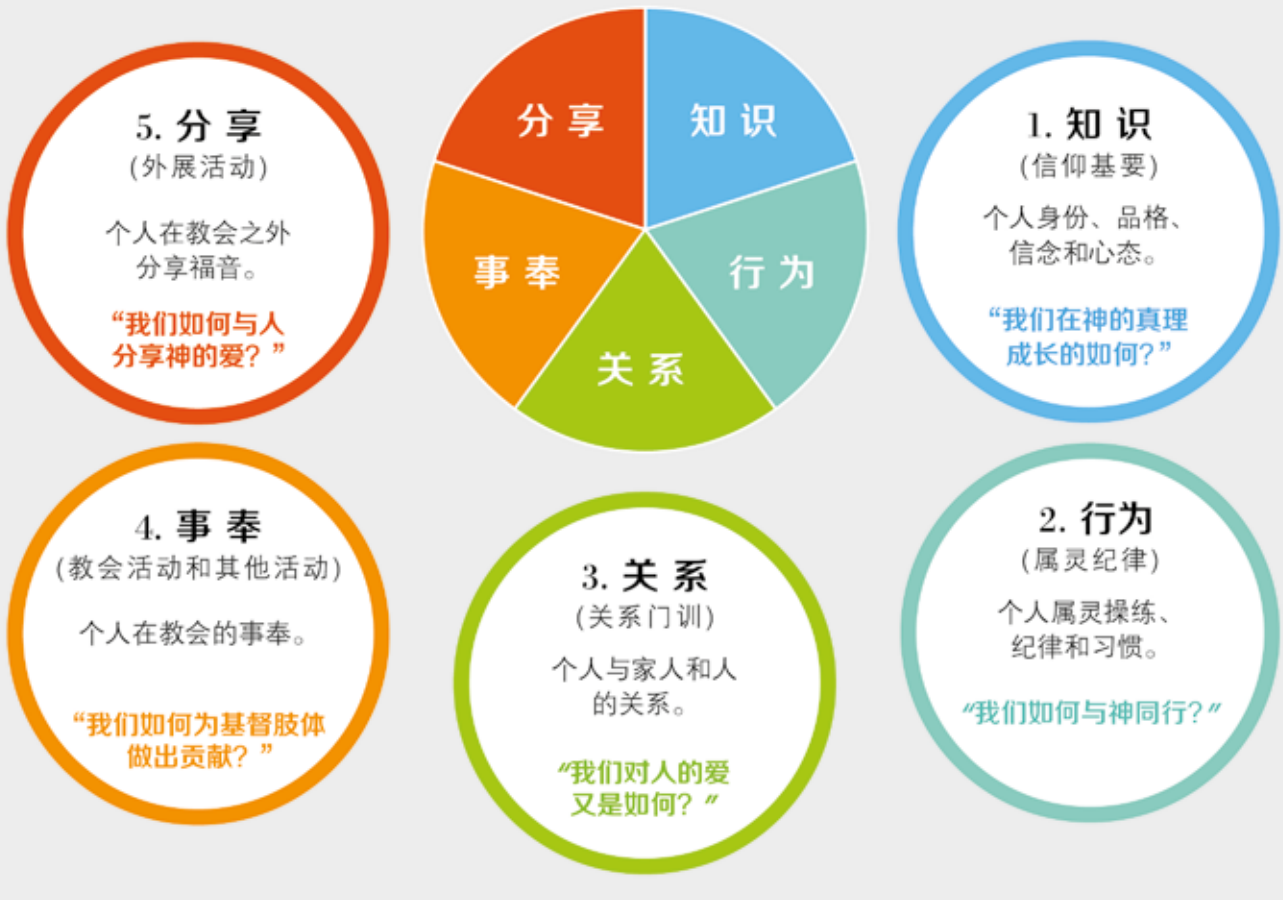 分享
知识
事奉
行为
关系
1. 知识
(信仰基要)
个人身份、品格、
信念和心态。
“我们在神的真理
成长的如何?”
2. 行为
(属灵纪律)
个人属灵操练、
纪律和习惯。
“我们如何与神同行?”
3. 关系
(关系门训)
个人与家人和人
的关系。
“我们对人的爱
又是如何?”
4. 事奉
(教会活动和其他活动)
个人在教会的事奉。
“我们如何为基督肢体
做出贡献?”
5. 分享
(外展活动)
个人在教会之外
分享福音。
“我们如何与人
分享神的爱?”